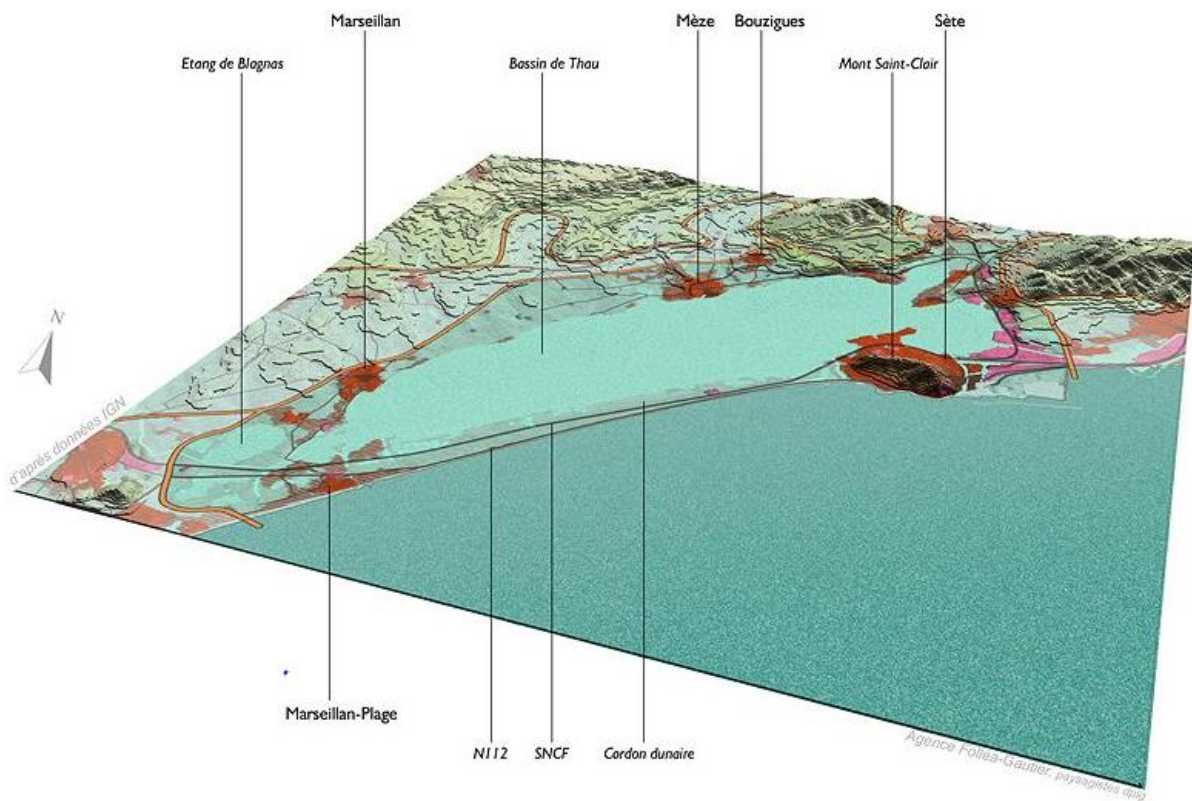 Marseillan
Mèze
Bouzigues
Sète
Etang de Blagnas
Bassin de Thau
Mont Saint-Clair
N
d'après données IGN
Marseillan-Plage
N112
SNCF
Cordon dunaire
Agence Folléa-Gautier, paysagistes dplg